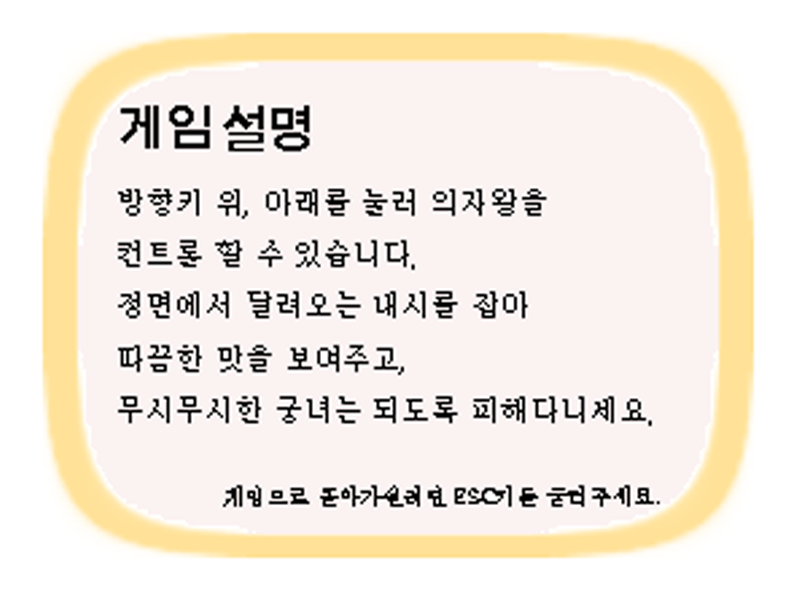 게임 설명
방향키 위, 아래를 눌러 의자왕을
컨트롤 할 수 있습니다.
정면에서 달려오는 내시를 잡아
따끔한 맛을 보여주고,
무시무시한 궁녀는 되도록 피해다니세요.
게임으로 돌아가실려면 ESC키를 눌러주세요.